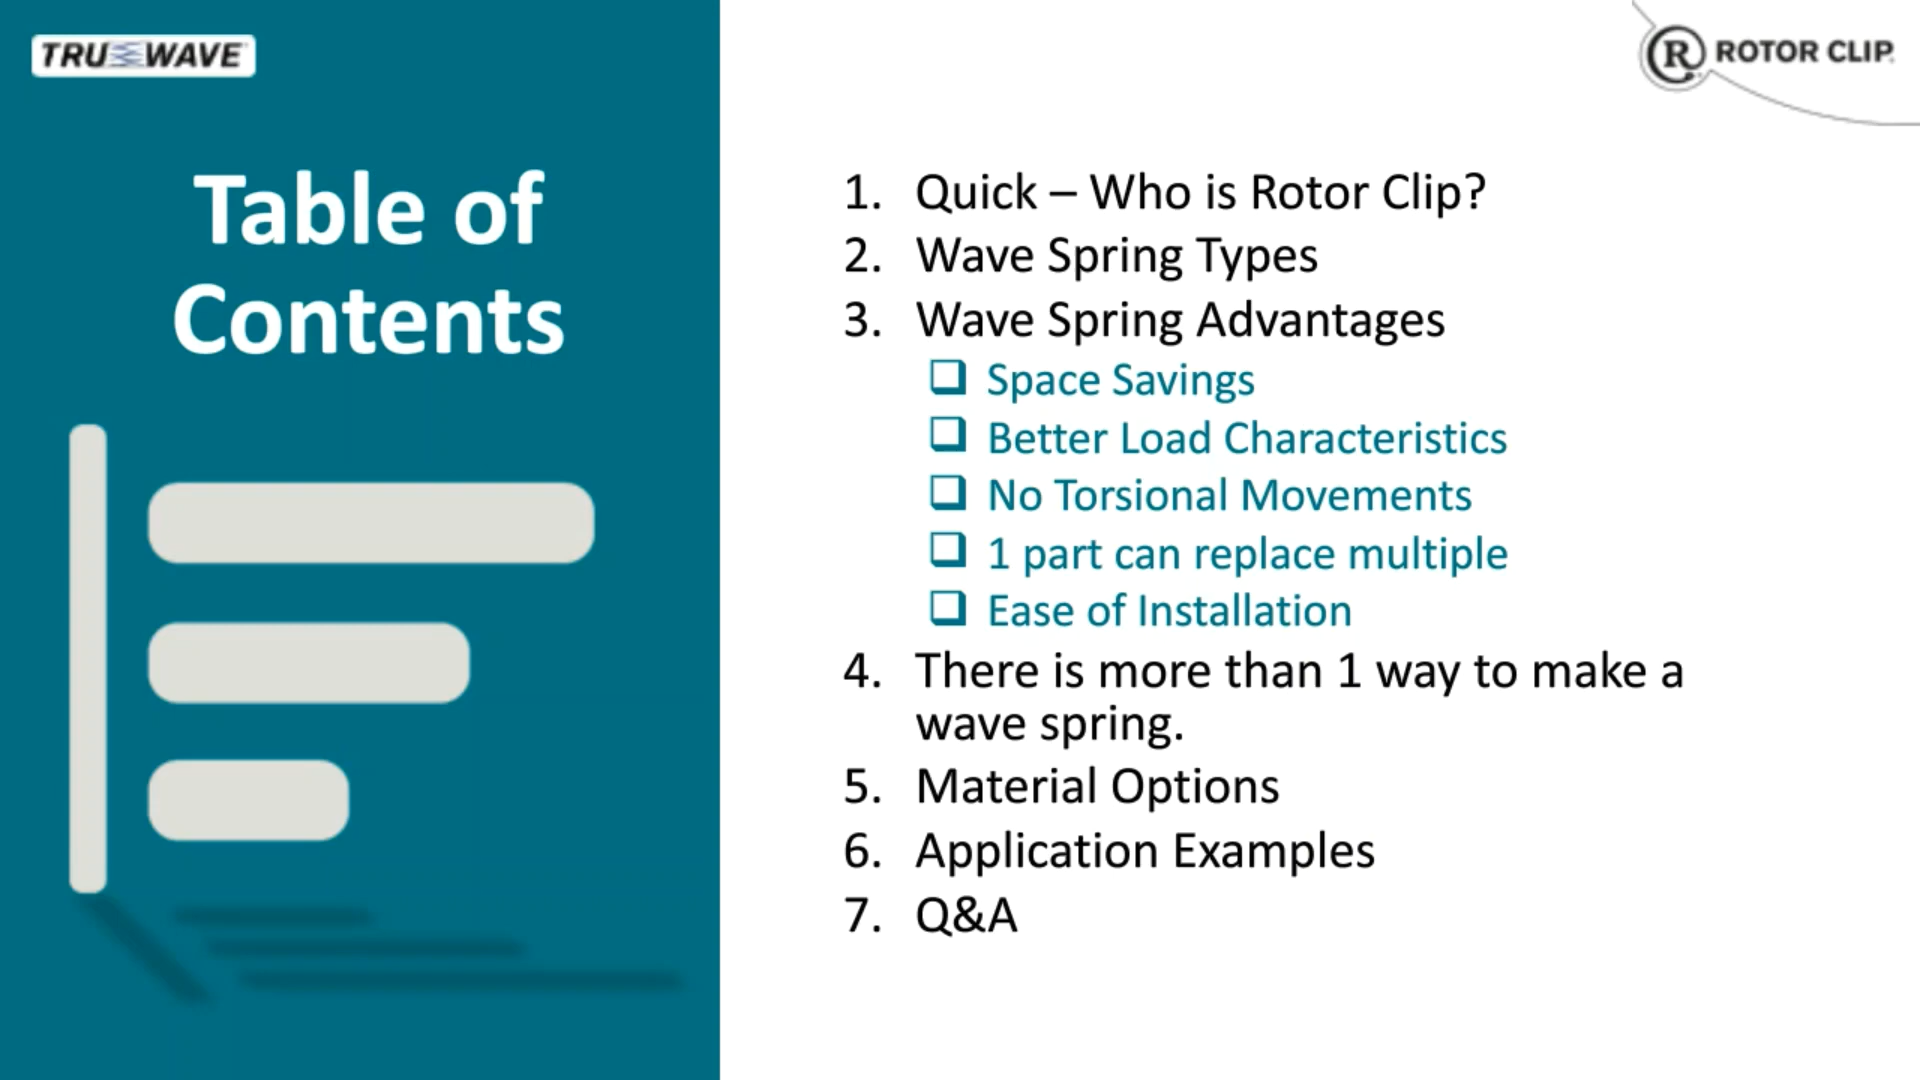 TRUWAVE
ROTOR CLIP
Table of
Contents
1. Quick – Who is Rotor Clip?
2. Wave Spring Types
3. Wave Spring Advantages
❑ Space Savings
❑ Better Load Characteristics
❑ No Torsional Movements
❑ 1 part can replace multiple
❑ Ease of Installation
4. There is more than 1 way to make a
wave spring.
5. Material Options
6. Application Examples
7. Q&A